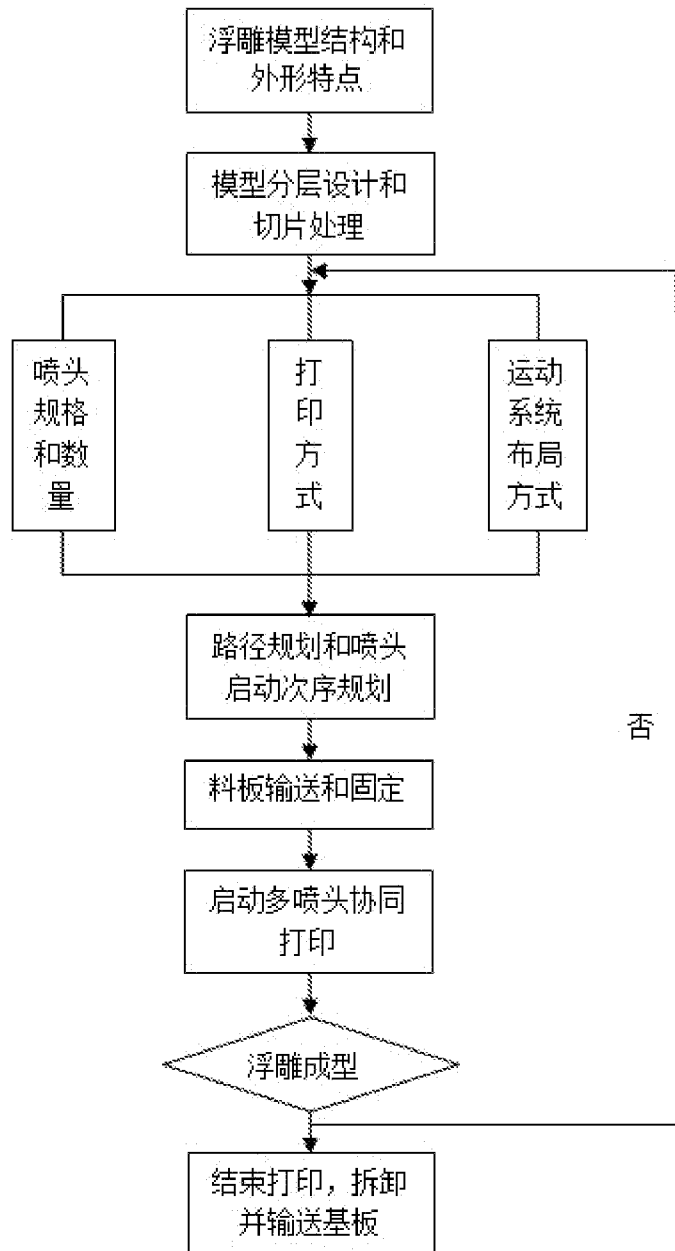 浮雕模型结构和
外形特点
模型分层设计和
切片处理
喷头
规格
和数
量
打
印
方
式
运动
系统
布局
方式
路径规划和喷头
启动次序规划
否
料板输送和固定
启动多喷头协同
打印
浮雕成型
结束打印，拆卸
并输送基板